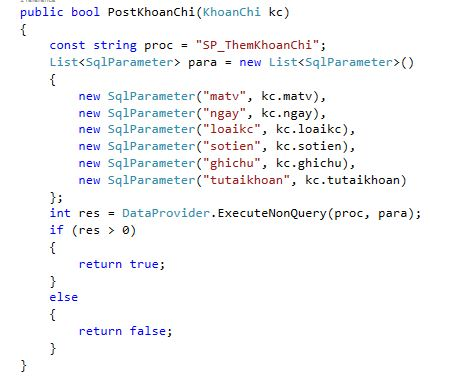 public bool PostKhoanChi(KhoanChi kc)
{
    const string proc = "SP_ThemKhoanChi";
    List<SqlParameter> para = new List<SqlParameter>()
    {
        new SqlParameter("matv", kc.matv),
        new SqlParameter("ngay", kc.ngay),
        new SqlParameter("loaikc", kc.loaikc),
        new SqlParameter("sotien", kc.sotien),
        new SqlParameter("ghichu", kc.ghichu),
        new SqlParameter("tutaikhoan", kc.tutaikhoan)
    };
    int res = DataProvider.ExecuteNonQuery(proc, para);
    if (res > 0)
    {
        return true;
    }
    else
    {
        return false;
    }
}